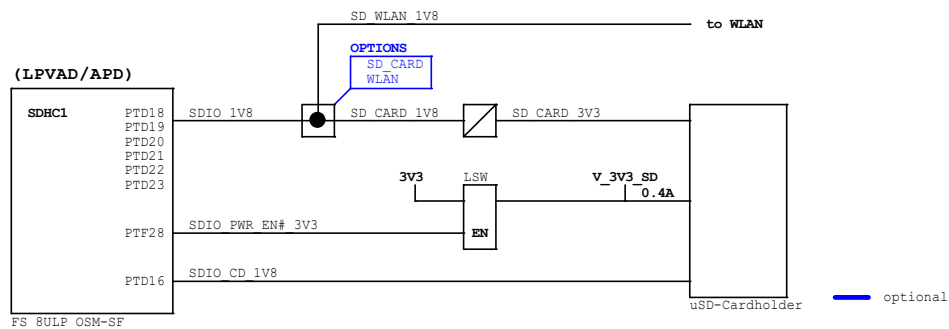 SD_WLAN_1V8
to WLAN
OPTIONS
SD_CARD
WLAN
(LPVAD/APD)
SDHC1
PTD18
SDIO_1V8
SD_CARD_1V8
SD_CARD_3V3
PTD19
PTD20
PTD21
PTD22
PTD23
3V3
LSW
V_3V3_SD
0.4A
PTF28
SDIO_PWR_EN#_3V3
EN
PTD16
SDIO_CD_1V8
uSD-Cardholder
optional
FS 8ULP OSM-SF